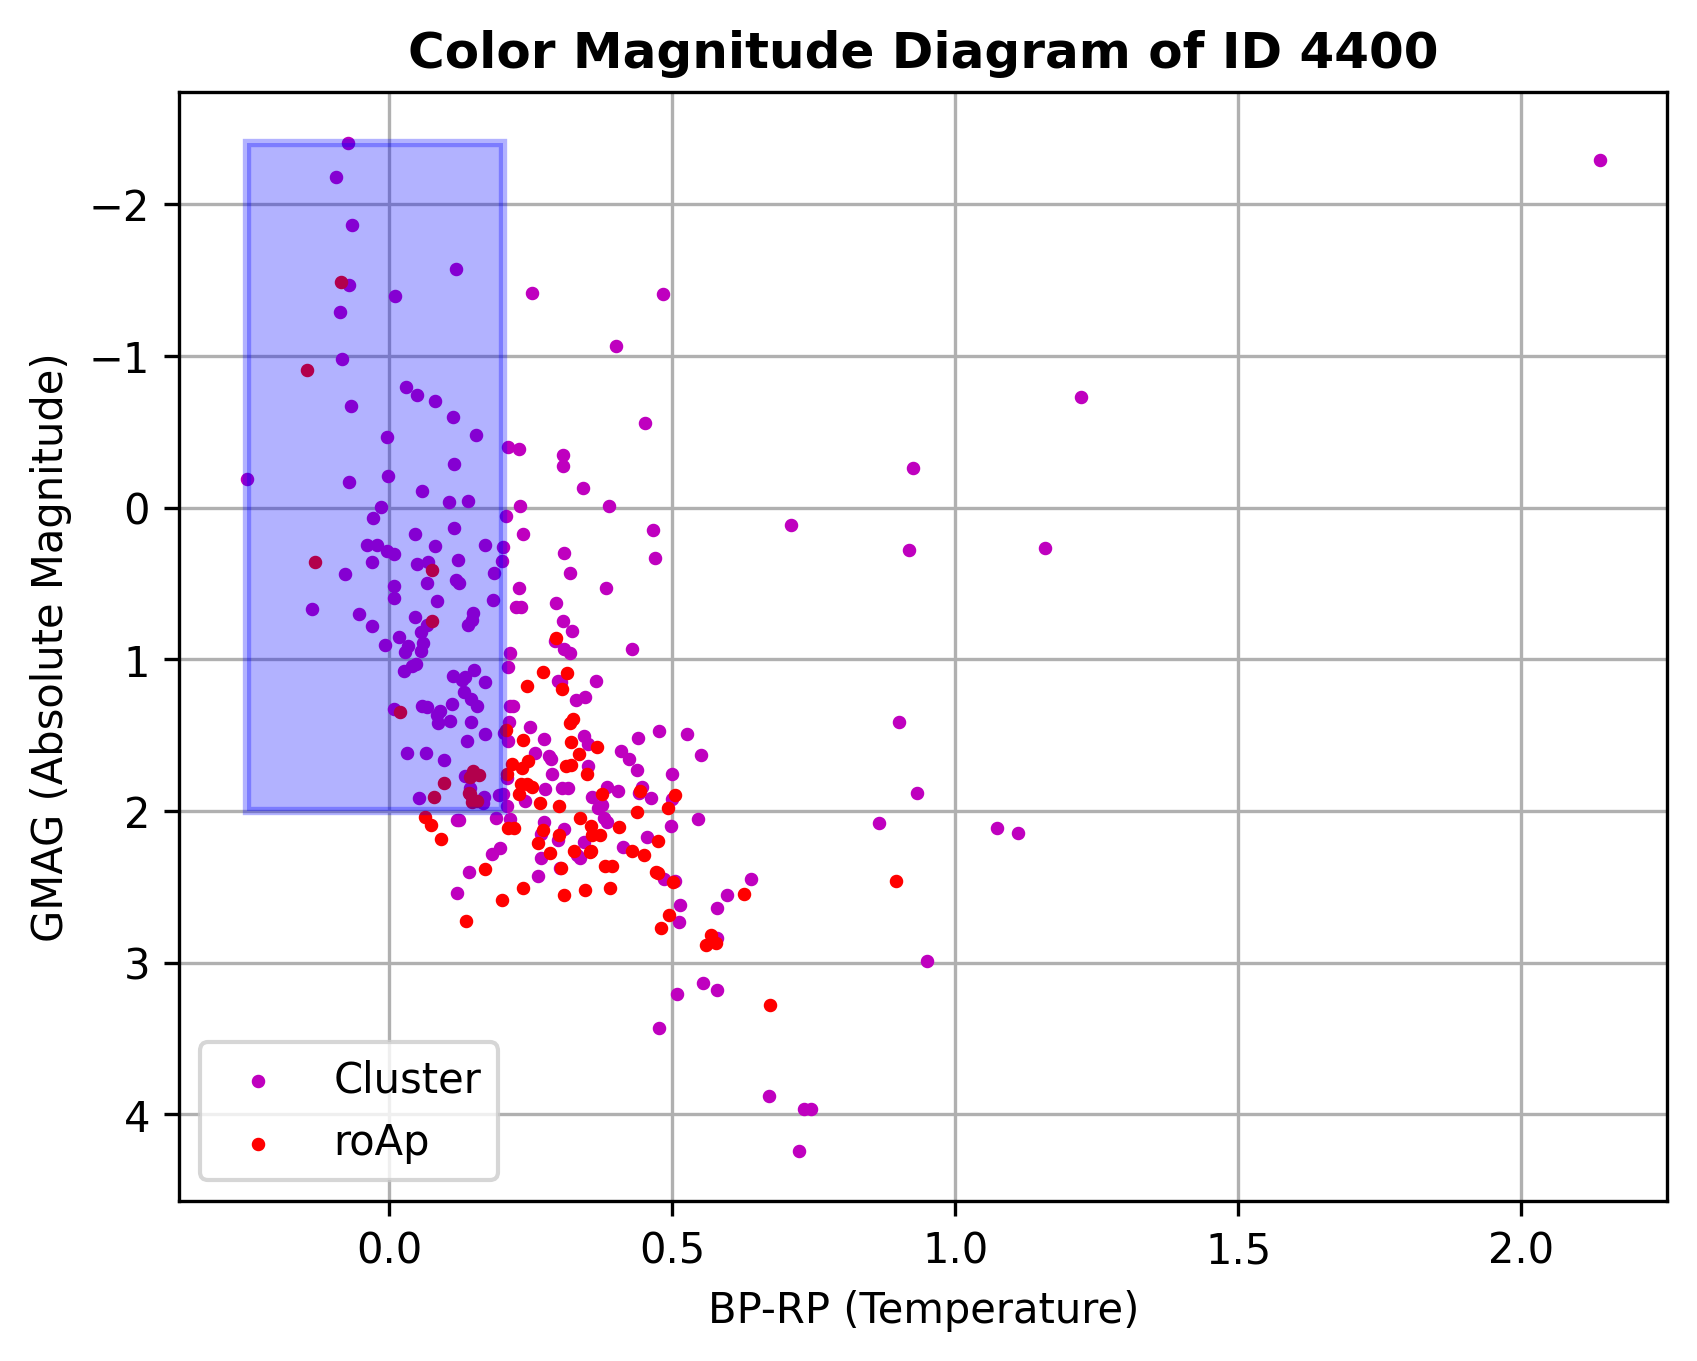 Color Magnitude Diagram of ID 4400
GMAG (Absolute Magnitude)
−2
−1
0
1
2
3
4
Cluster
roAp
0.0 0.5 1.0 1.5 2.0
BP-RP (Temperature)